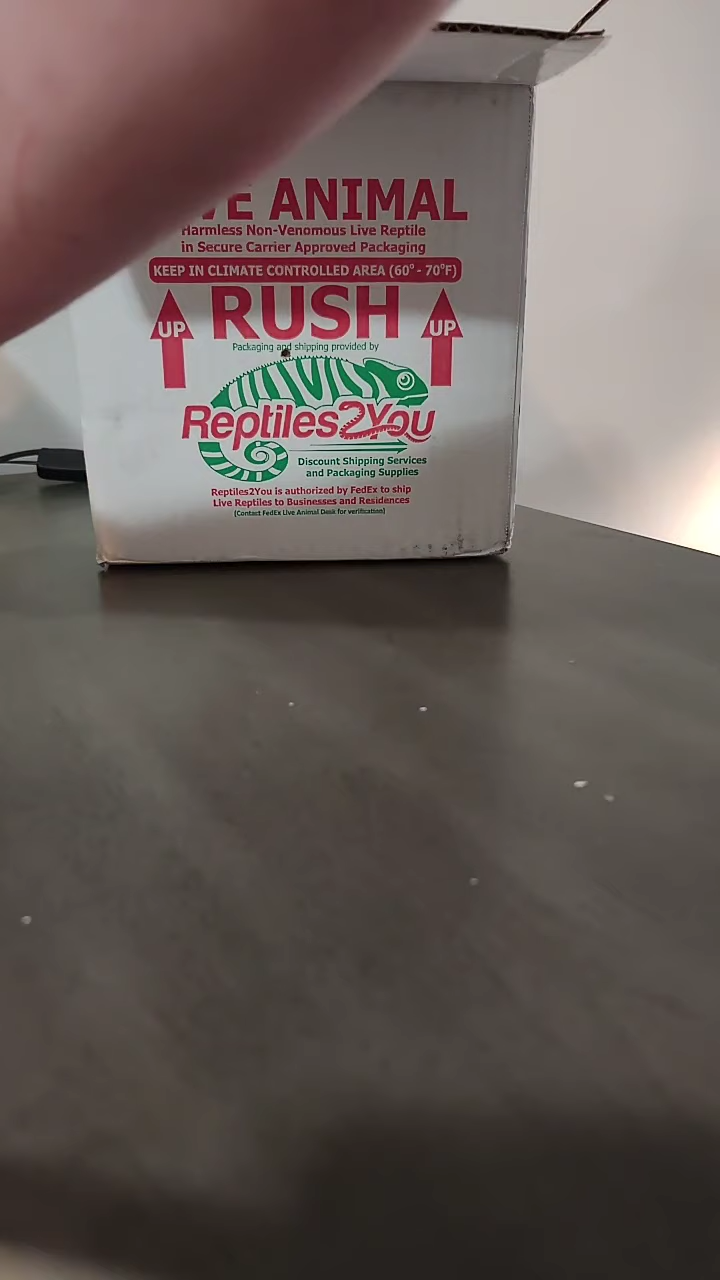 VE ANIMAL
Harmless Non-Venomous Live Reptile
in Secure Carrier Approved Packaging
KEEP IN CLIMATE CONTROLLED AREA (60° - 70°F)
UP RUSH UP
Packaging and shipping provided by
Reptiles2You
Discount Shipping Services
and Packaging Supplies
Reptiles2You is authorized by FedEx to ship
Live Reptiles to Businesses and Residences
(Contact FedEx Live Animal Desk for verification)